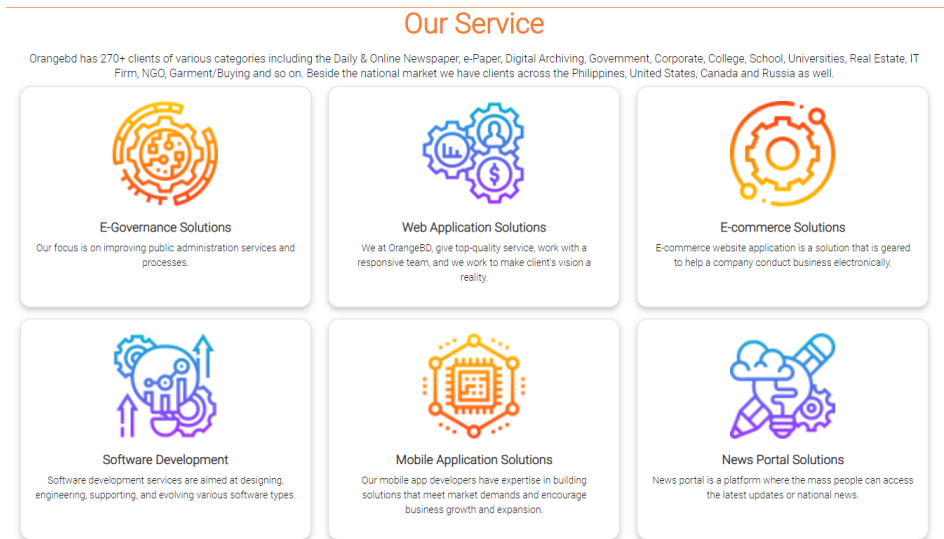 Our Service
Orangebd has 270+ clients of various categories including the Daily & Online Newspaper, e-Paper, Digital Archiving, Government, Corporate, College, School, Universities, Real Estate, IT
Firm, NGO, Garment/Buying and so on. Beside the national market we have clients across the Philippines, United States, Canada and Russia as well.
E-Governance Solutions
Our focus is on improving public administration services and
processes.
Web Application Solutions
We at OrangeBD, give top-quality service, work with a
responsive team, and we work to make client's vision a
reality.
E-commerce Solutions
E-commerce website application is a solution that is geared
to help a company conduct business electronically.
Software Development
Software development services are aimed at designing,
engineering, supporting, and evolving various software types.
Mobile Application Solutions
Our mobile app developers have expertise in building
solutions that meet market demands and encourage
business growth and expansion.
News Portal Solutions
News portal is a platform where the mass people can access
the latest updates or national news.